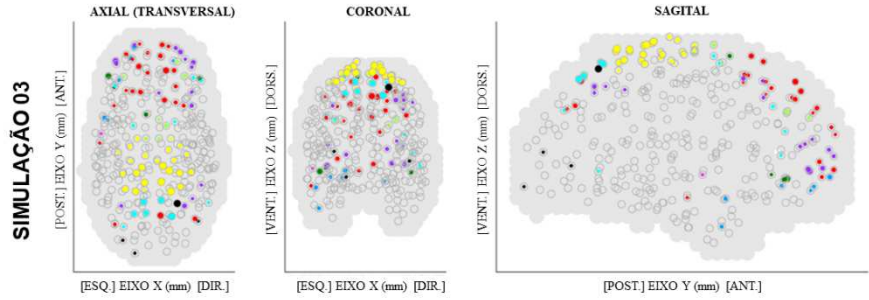 AXIAL (TRANSVERSAL)
CORONAL
SAGITAL
SIMULAÇÃO 03
[POST.] EIXO Y (mm) [ANT.]
[VENT.] EIXO Z (mm) [DORS.]
[VENT.] EIXO Z (mm) [DORS.]
[ESQ.] EIXO X (mm) [DIR.]
[ESQ.] EIXO X (mm) [DIR.]
[POST.] EIXO Y (mm) [ANT.]